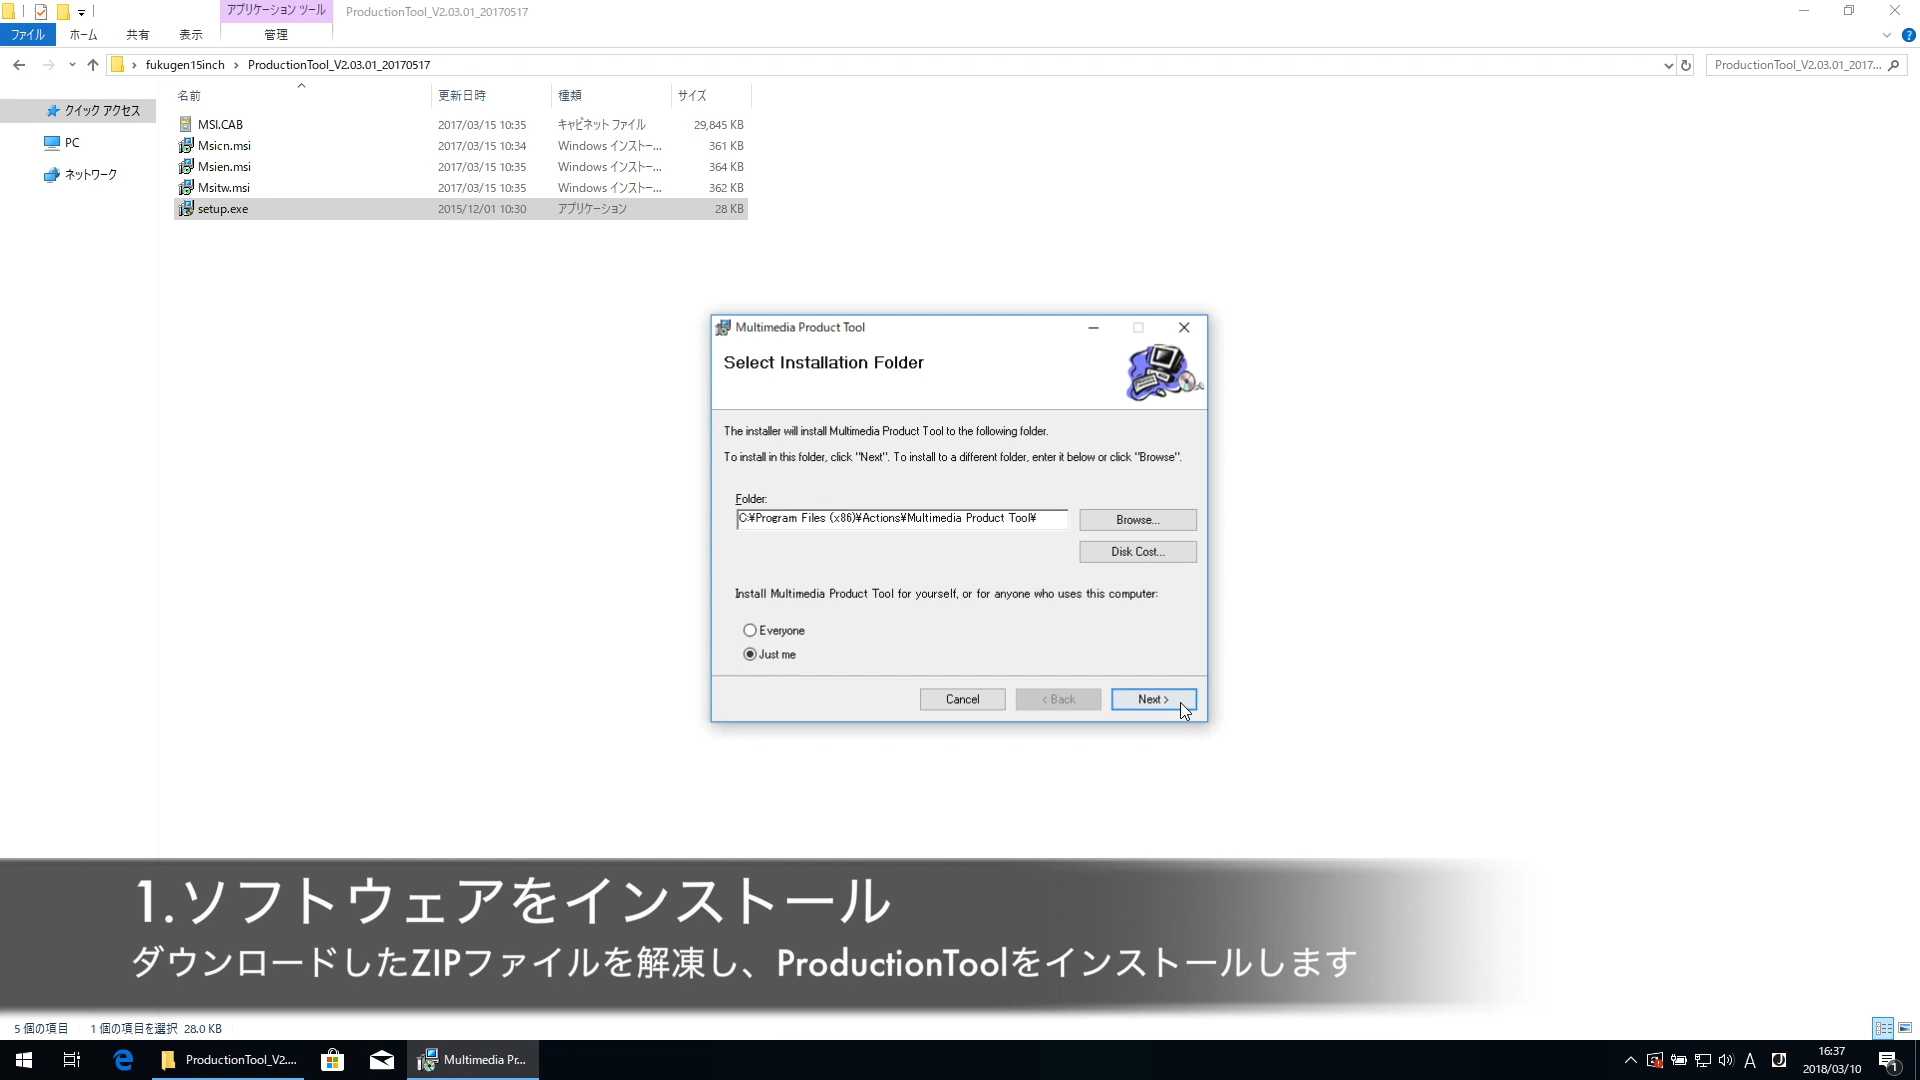 アプリケーション ツール
ProductionTool_V2.03.01_20170517
ファイル
ホーム
共有
表示
管理
fukugen15inch › ProductionTool_V2.03.01_20170517
ProductionTool_V2.03.01_2017...
クイック アクセス
PC
ネットワーク
名前 更新日時 種類 サイズ
MSI.CAB 2017/03/15 10:35 キャビネット ファイル 29,845 KB
Msicn.msi 2017/03/15 10:34 Windows インストー... 361 KB
Msien.msi 2017/03/15 10:35 Windows インストー... 364 KB
Msitw.msi 2017/03/15 10:35 Windows インストー... 362 KB
setup.exe 2015/12/01 10:30 アプリケーション 28 KB
Multimedia Product Tool
Select Installation Folder
The installer will install Multimedia Product Tool to the following folder.
To install in this folder, click "Next". To install to a different folder, enter it below or click "Browse".
Folder:
C:¥Program Files (x86)¥Actions¥Multimedia Product Tool¥
Browse...
Disk Cost...
Install Multimedia Product Tool for yourself, or for anyone who uses this computer:
Everyone
Just me
Cancel
< Back
Next >
1.ソフトウェアをインストール
ダウンロードしたZIPファイルを解凍し、ProductionToolをインストールします
5 個の項目 1 個の項目を選択 28.0 KB
ProductionTool_V2....
Multimedia Pr...
A
16:37
2018/03/10
1